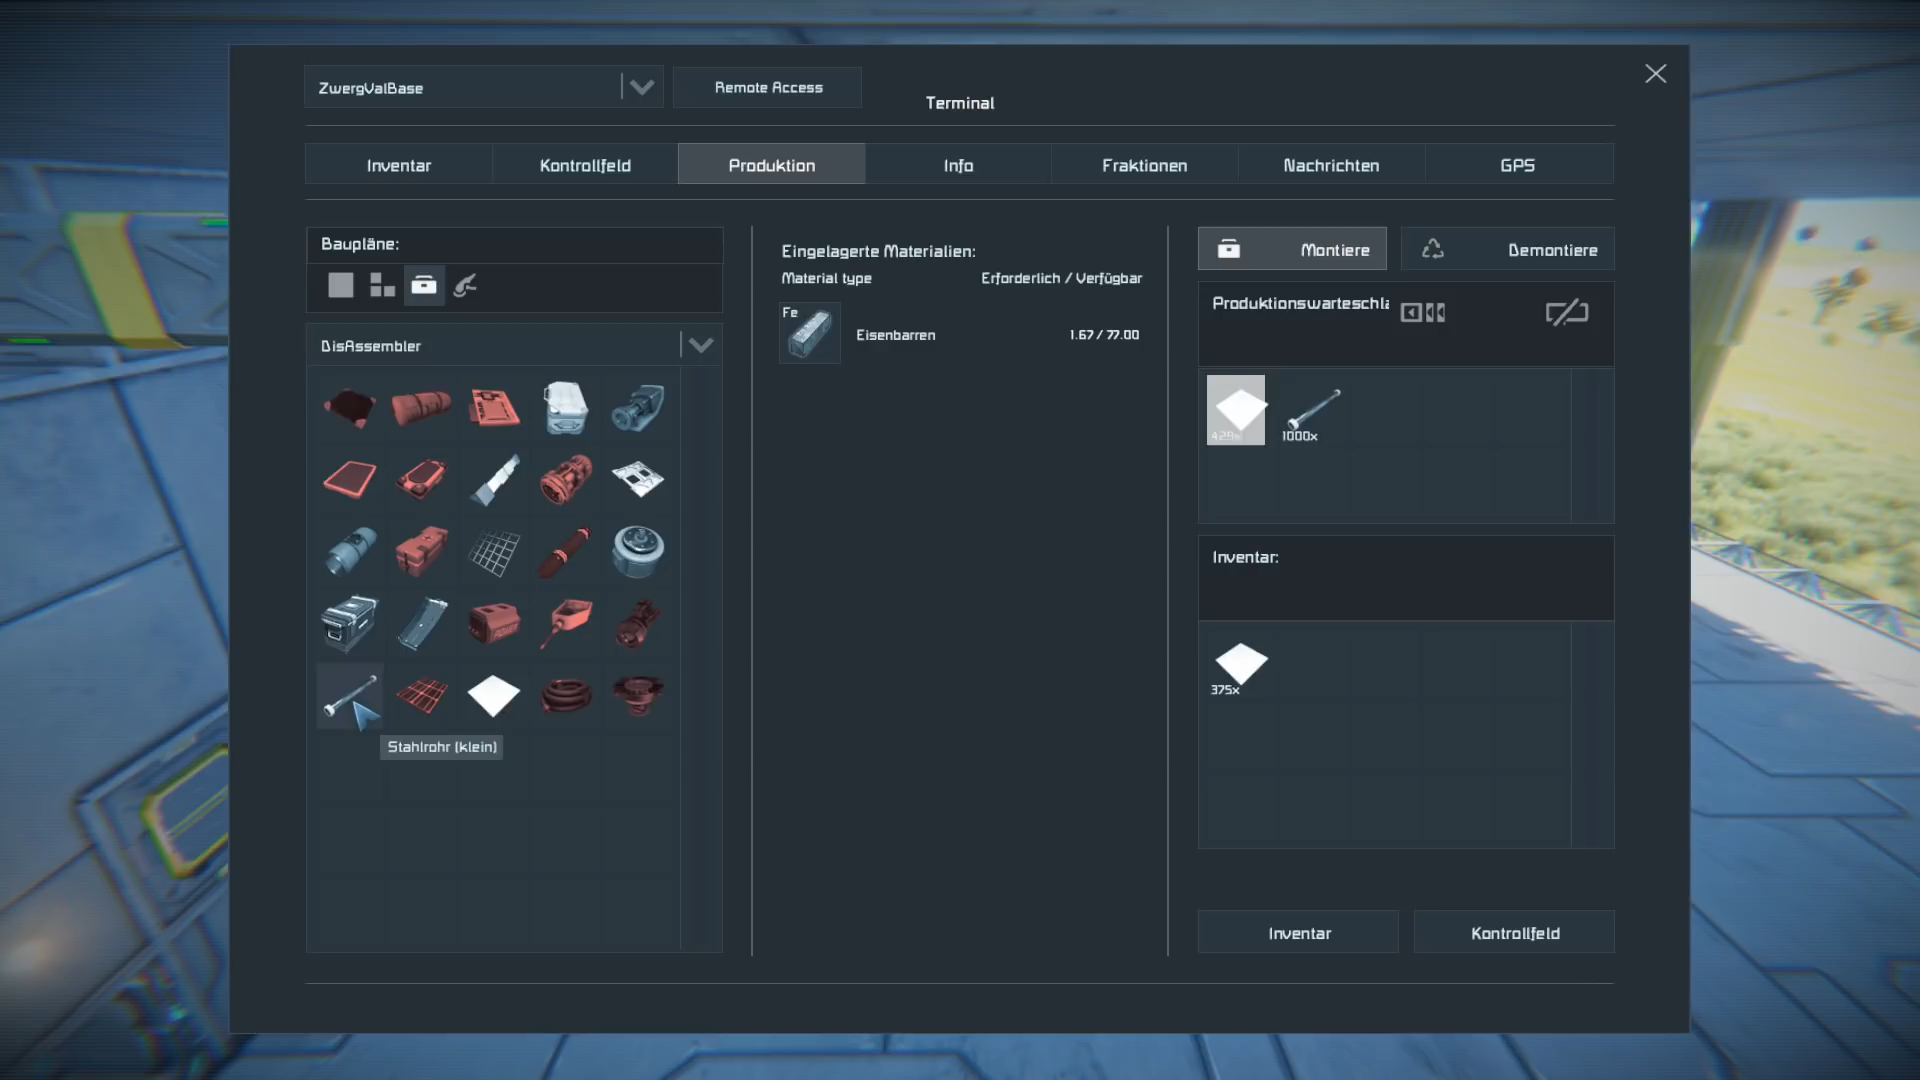 ZwergValBase
Remote Access
Terminal
Inventar
Kontrollfeld
Produktion
Info
Fraktionen
Nachrichten
GPS
Baupläne:
DisAssembler
Stahlrohr (klein)
Eingelagerte Materialien:
Material type
Erforderlich / Verfügbar
Fe
Eisenbarren
1.67 / 77.00
Montiere
Demontiere
Produktionswarteschla
1000x
Inventar:
375x
Inventar
Kontrollfeld